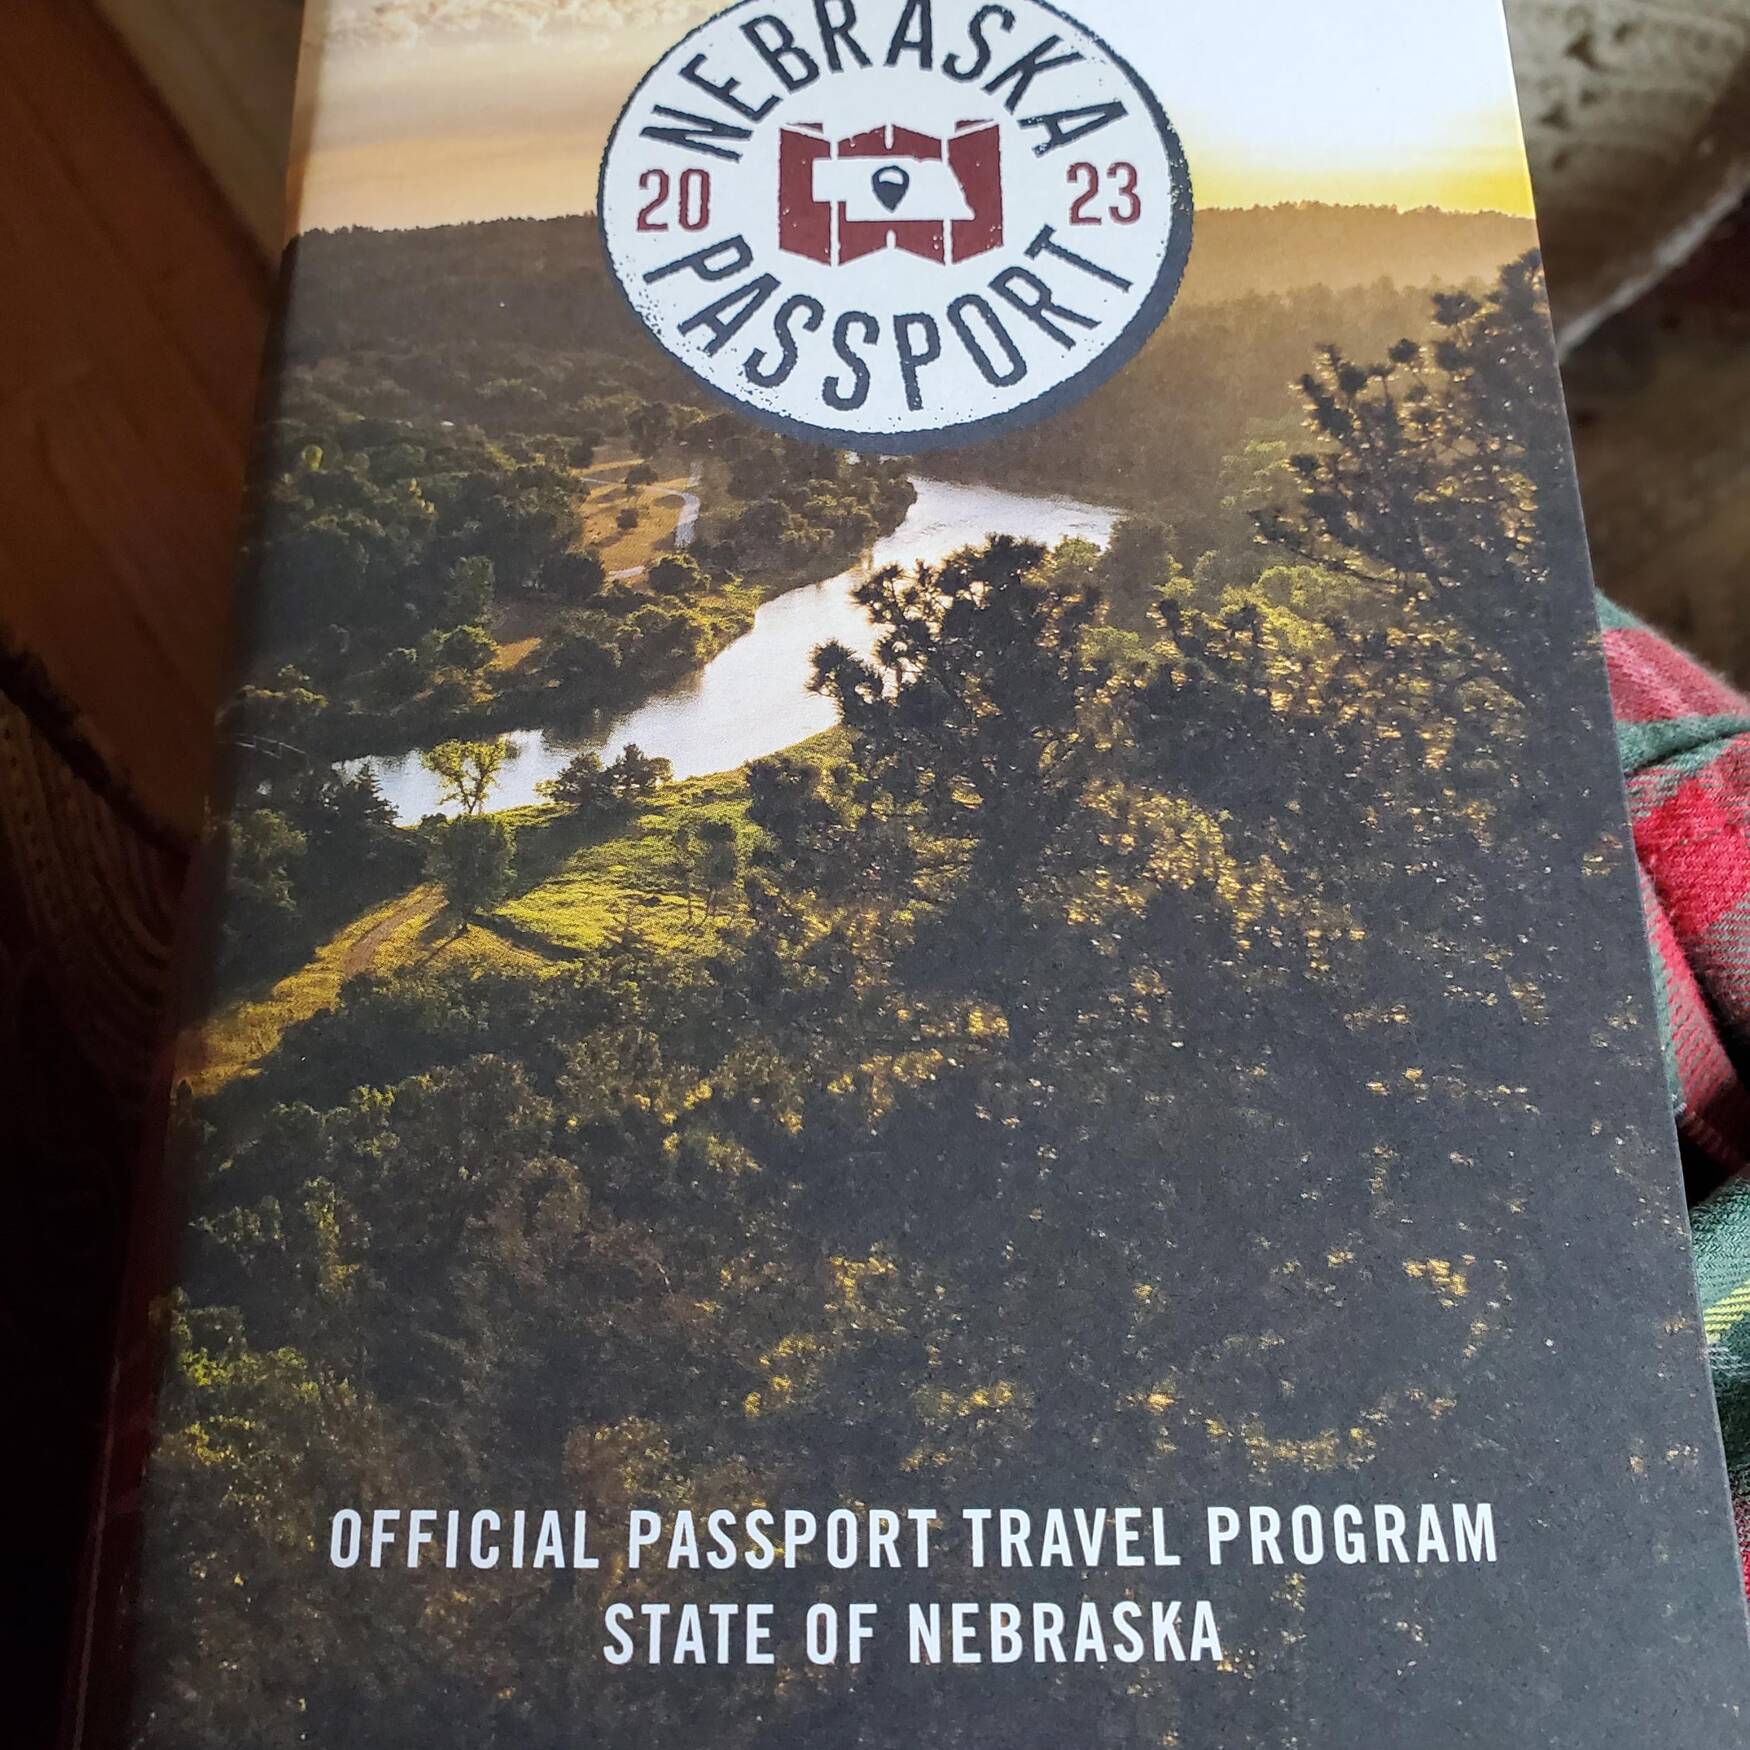 NEBRASKA
20 23
PASSPORT
OFFICIAL PASSPORT TRAVEL PROGRAM
STATE OF NEBRASKA